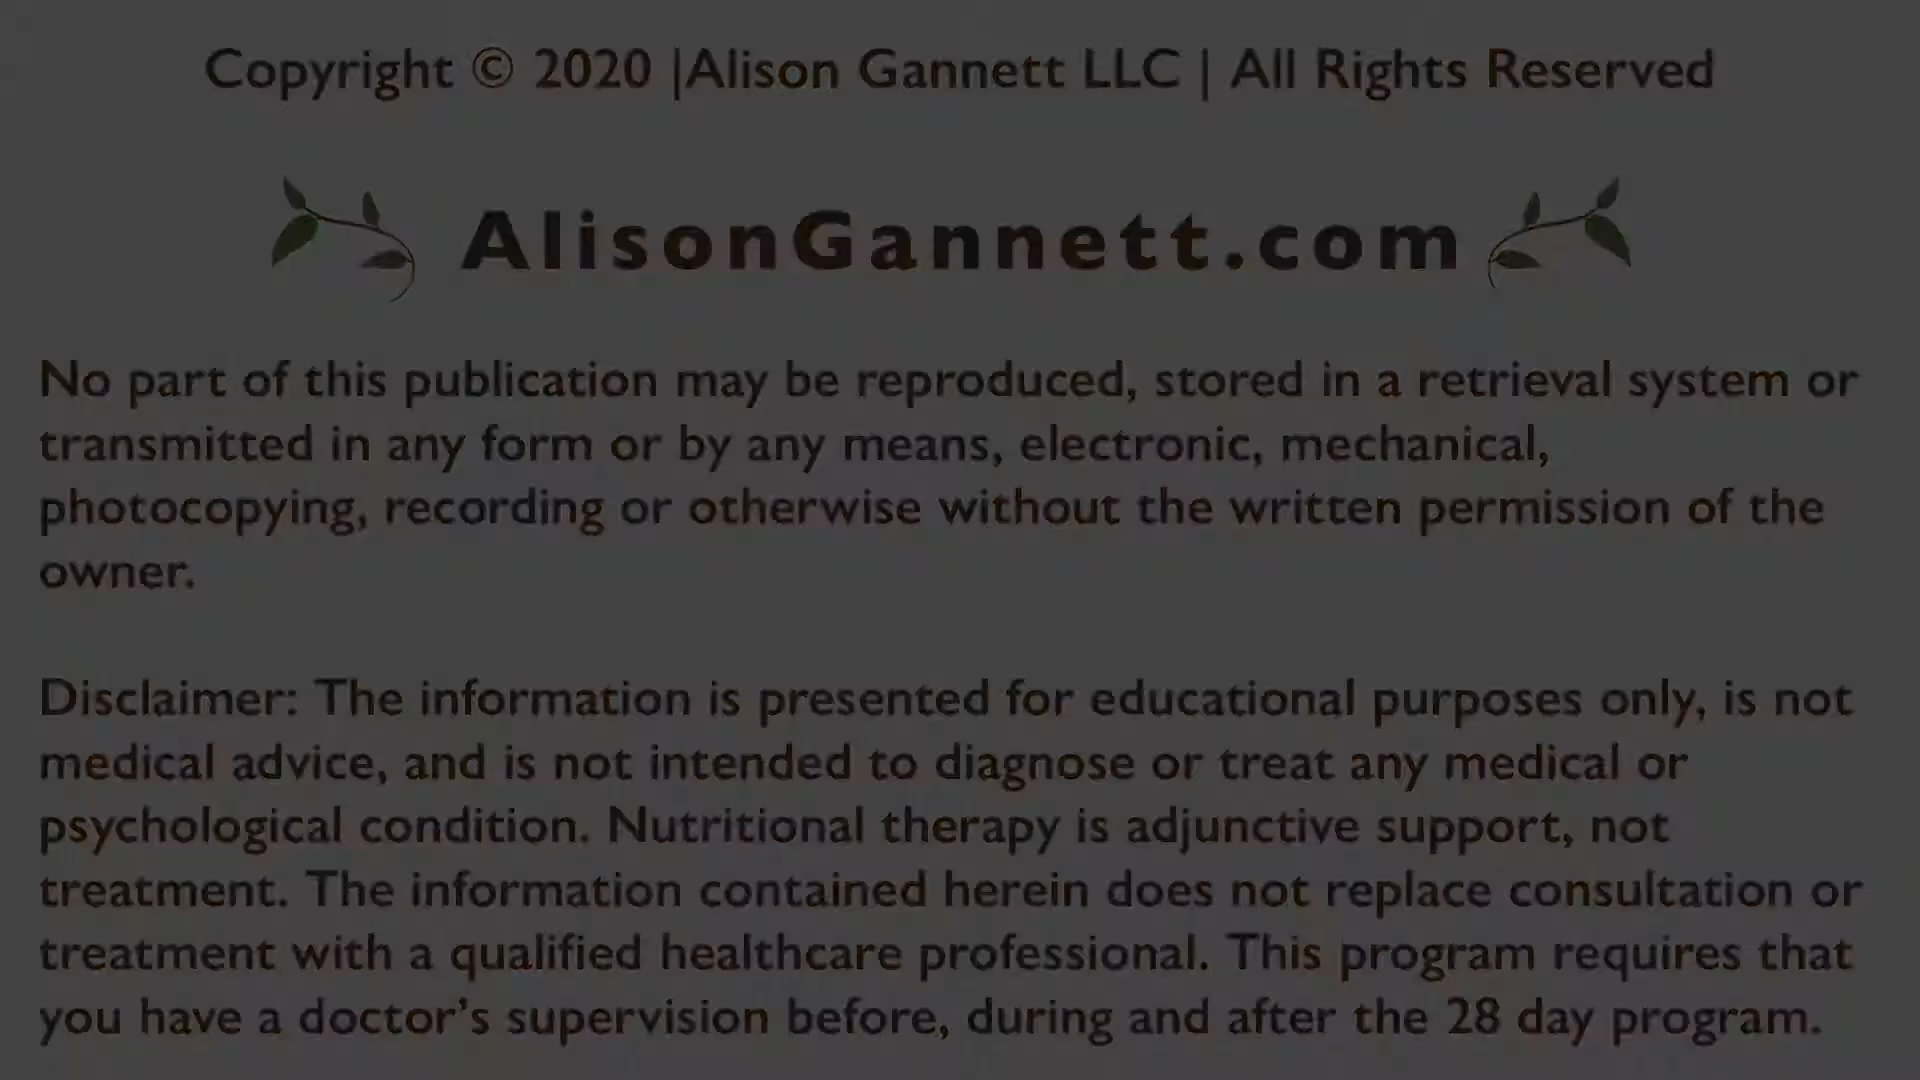 Copyright © 2020 |Alison Gannett LLC | All Rights Reserved
AlisonGannett.com
No part of this publication may be reproduced, stored in a retrieval system or
transmitted in any form or by any means, electronic, mechanical,
photocopying, recording or otherwise without the written permission of the
owner.
Disclaimer: The information is presented for educational purposes only, is not
medical advice, and is not intended to diagnose or treat any medical or
psychological condition. Nutritional therapy is adjunctive support, not
treatment. The information contained herein does not replace consultation or
treatment with a qualified healthcare professional. This program requires that
you have a doctor’s supervision before, during and after the 28 day program.